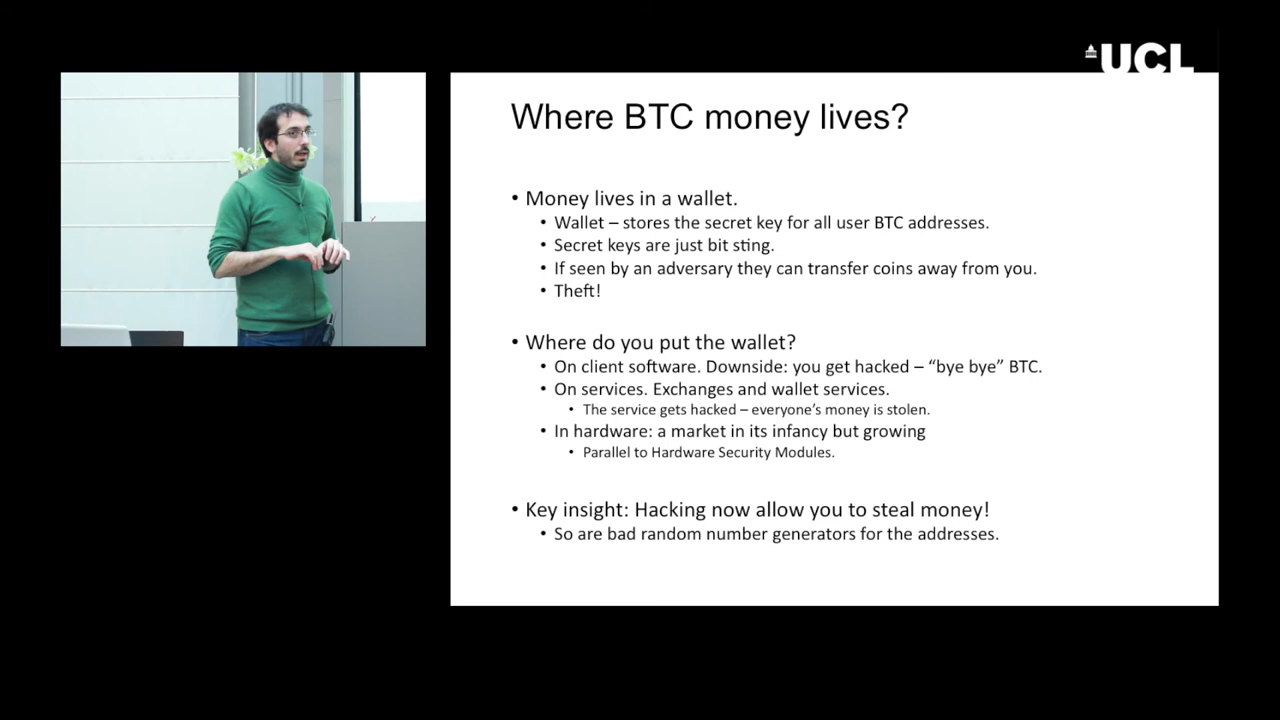 UCL
Where BTC money lives?
• Money lives in a wallet.
• Wallet – stores the secret key for all user BTC addresses.
• Secret keys are just bit sting.
• If seen by an adversary they can transfer coins away from you.
• Theft!
• Where do you put the wallet?
• On client software. Downside: you get hacked – “bye bye” BTC.
• On services. Exchanges and wallet services.
• The service gets hacked – everyone’s money is stolen.
• In hardware: a market in its infancy but growing
• Parallel to Hardware Security Modules.
• Key insight: Hacking now allow you to steal money!
• So are bad random number generators for the addresses.